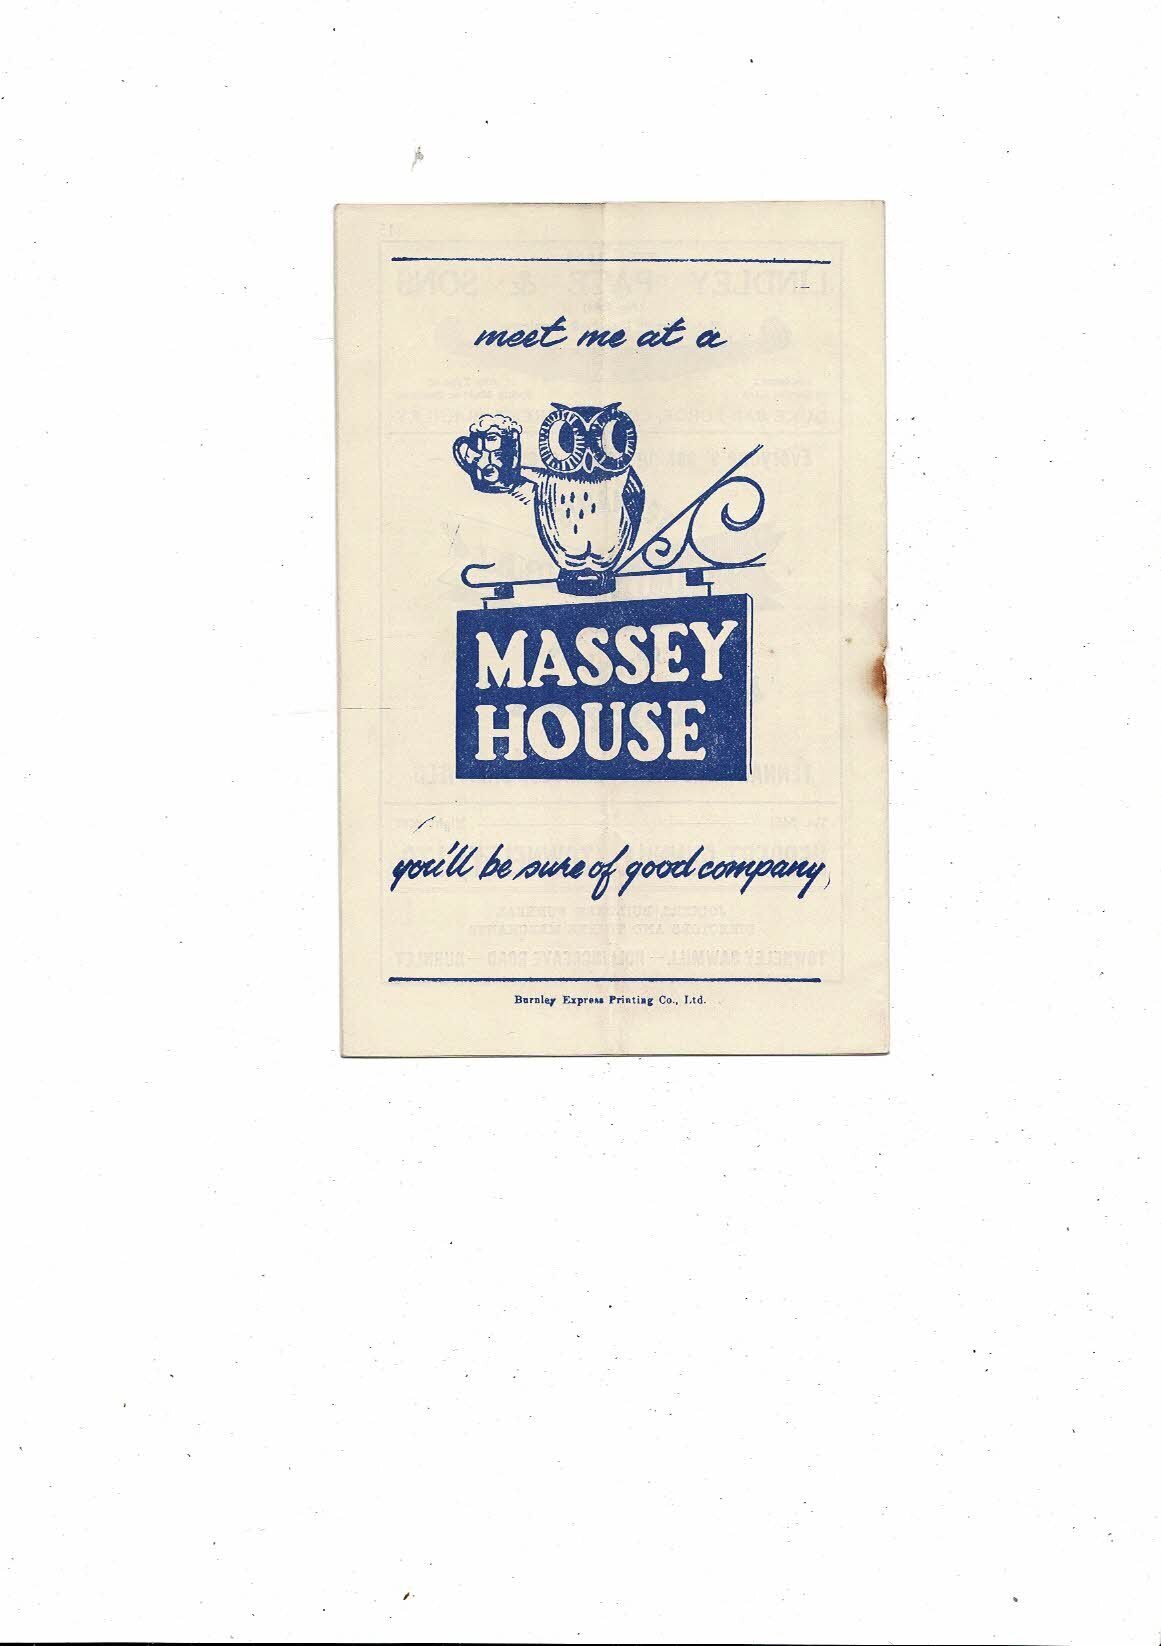 meet me at a
MASSEY
HOUSE
you'll be sure of good company
Burnley Express Printing Co., Ltd.